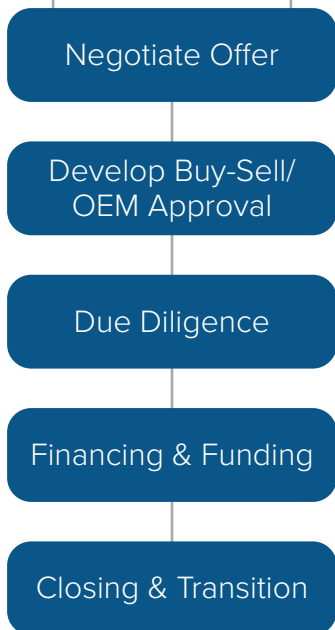 Negotiate Offer
Develop Buy-Sell/
OEM Approval
Due Diligence
Financing & Funding
Closing & Transition